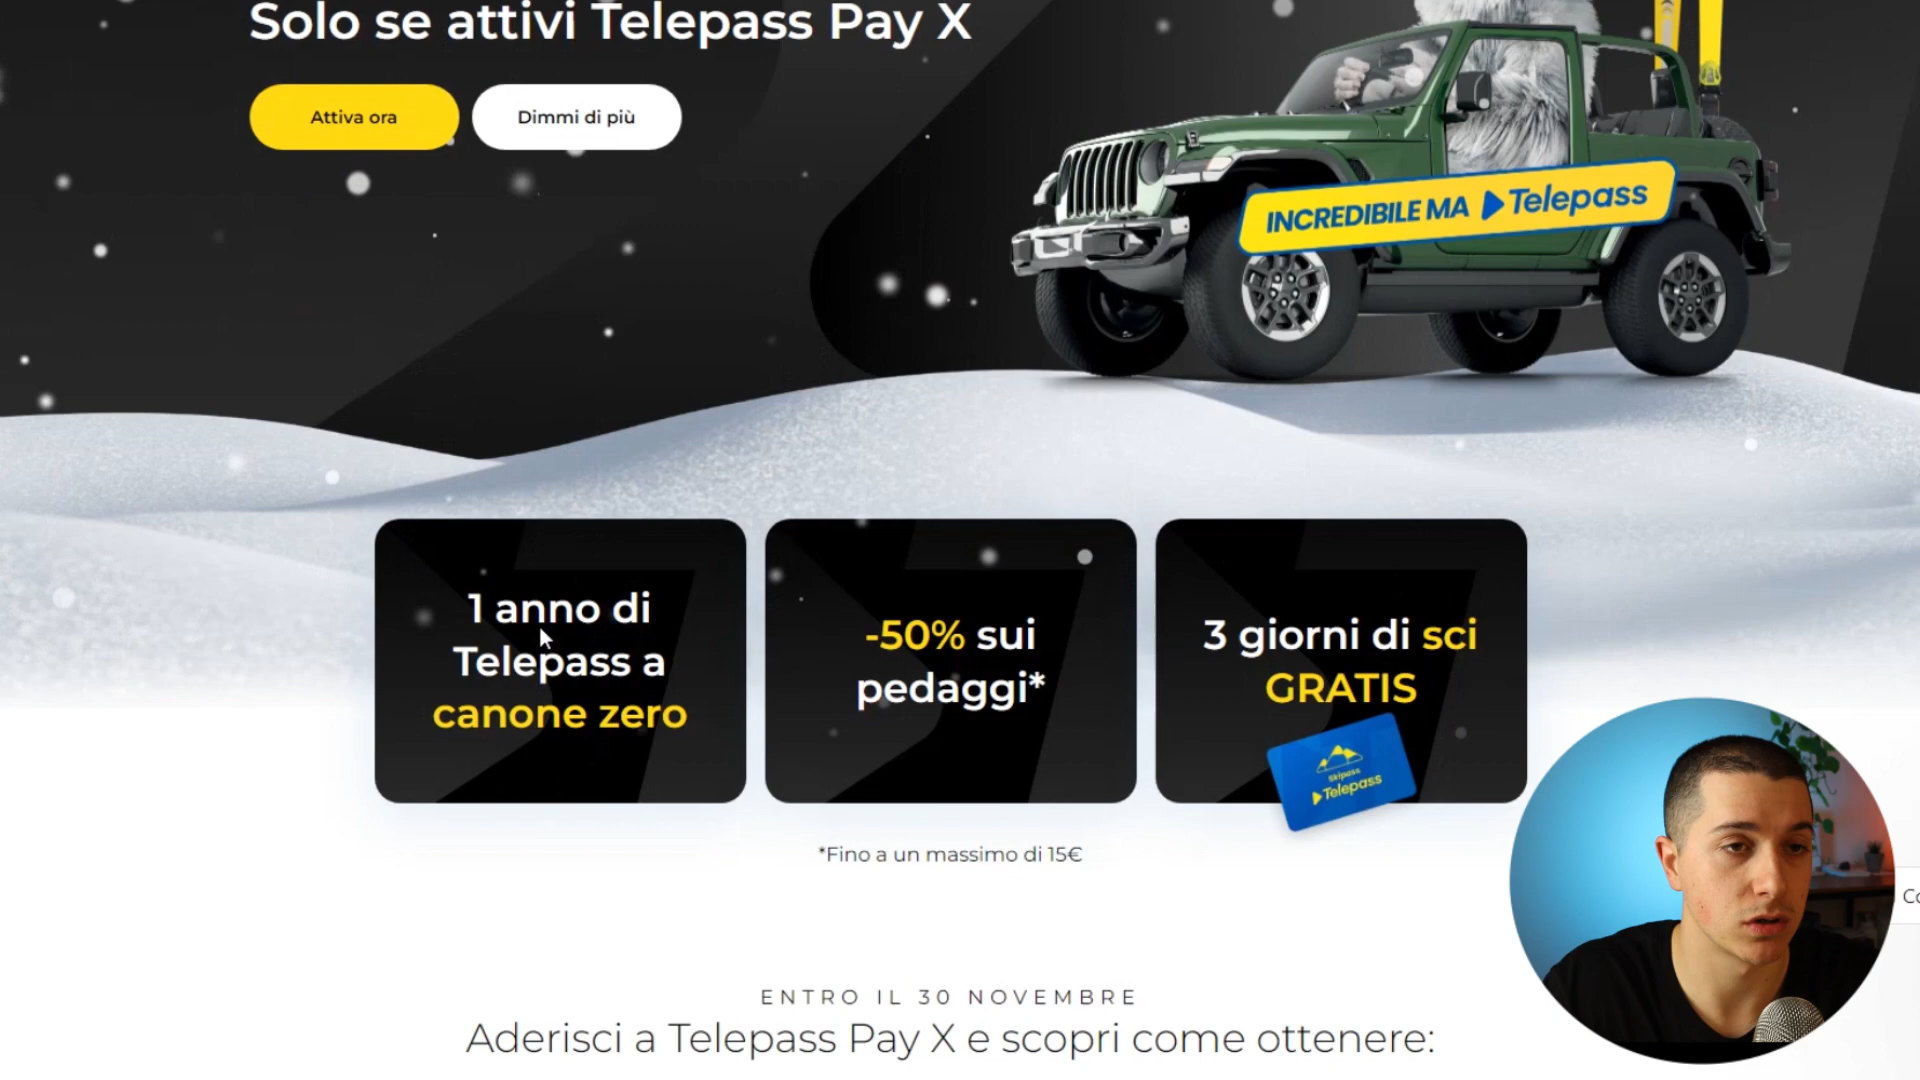 Solo se attivi Telepass Pay X
Attiva ora
Dimmi di più
INCREDIBILE MA Telepass
1 anno di
Telepass a
canone zero
-50% sui
pedaggi*
3 giorni di sci
GRATIS
Skipass
Telepass
*Fino a un massimo di 15€
Co
ENTRO IL 30 NOVEMBRE
Aderisci a Telepass Pay X e scopri come ottenere: